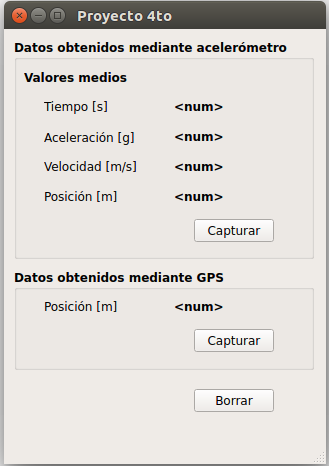 Proyecto 4to
Datos obtenidos mediante acelerómetro
Valores medios
Tiempo [s] <num>
Aceleración [g] <num>
Velocidad [m/s] <num>
Posición [m] <num>
Capturar
Datos obtenidos mediante GPS
Posición [m] <num>
Capturar
Borrar